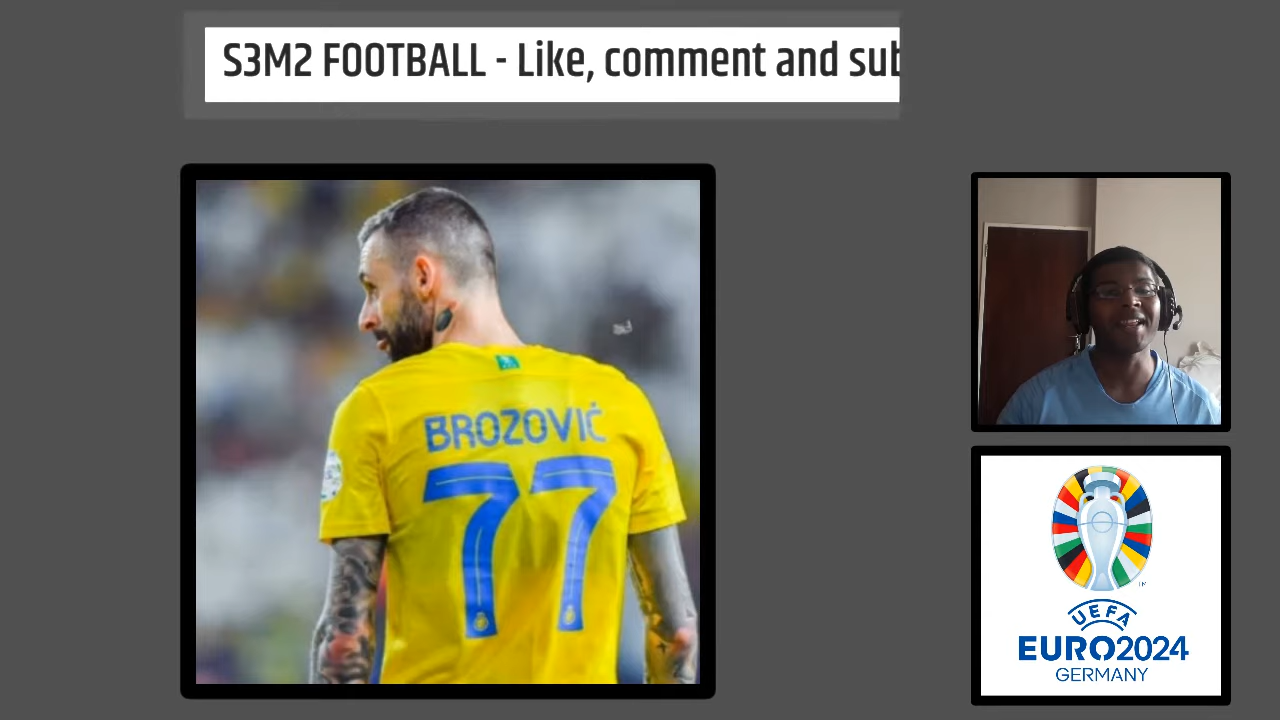 S3M2 FOOTBALL - Like, comment and sub
BROZOVIĆ
77
UEFA
EURO2024
GERMANY